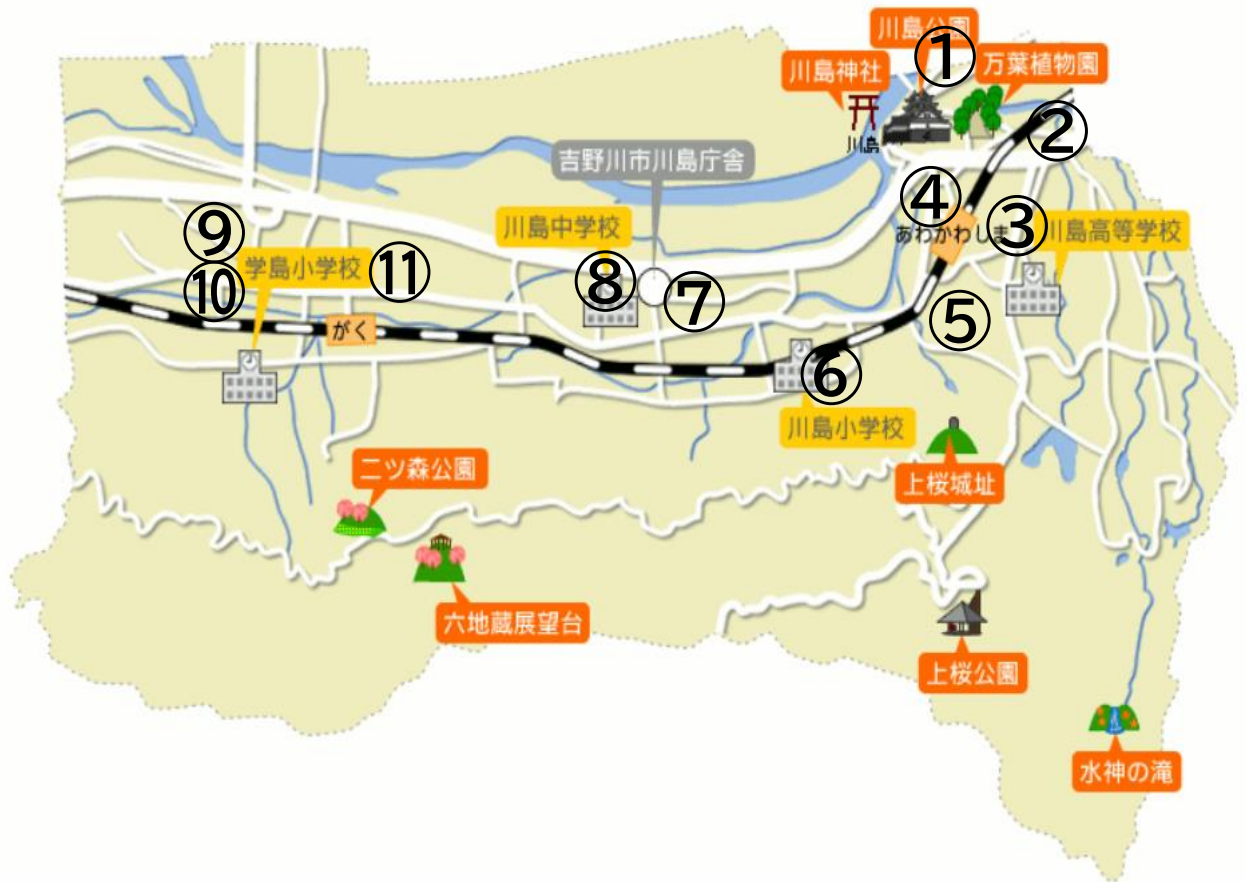 川島公園
①
万葉植物園
川島神社
川島
②
吉野川市川島庁舎
④
あわかわしま
③
川島高等学校
川島中学校
⑨
学島小学校
⑪
⑩
⑧
⑦
⑤
がく
⑥
川島小学校
二ツ森公園
上桜城址
六地蔵展望台
上桜公園
水神の滝